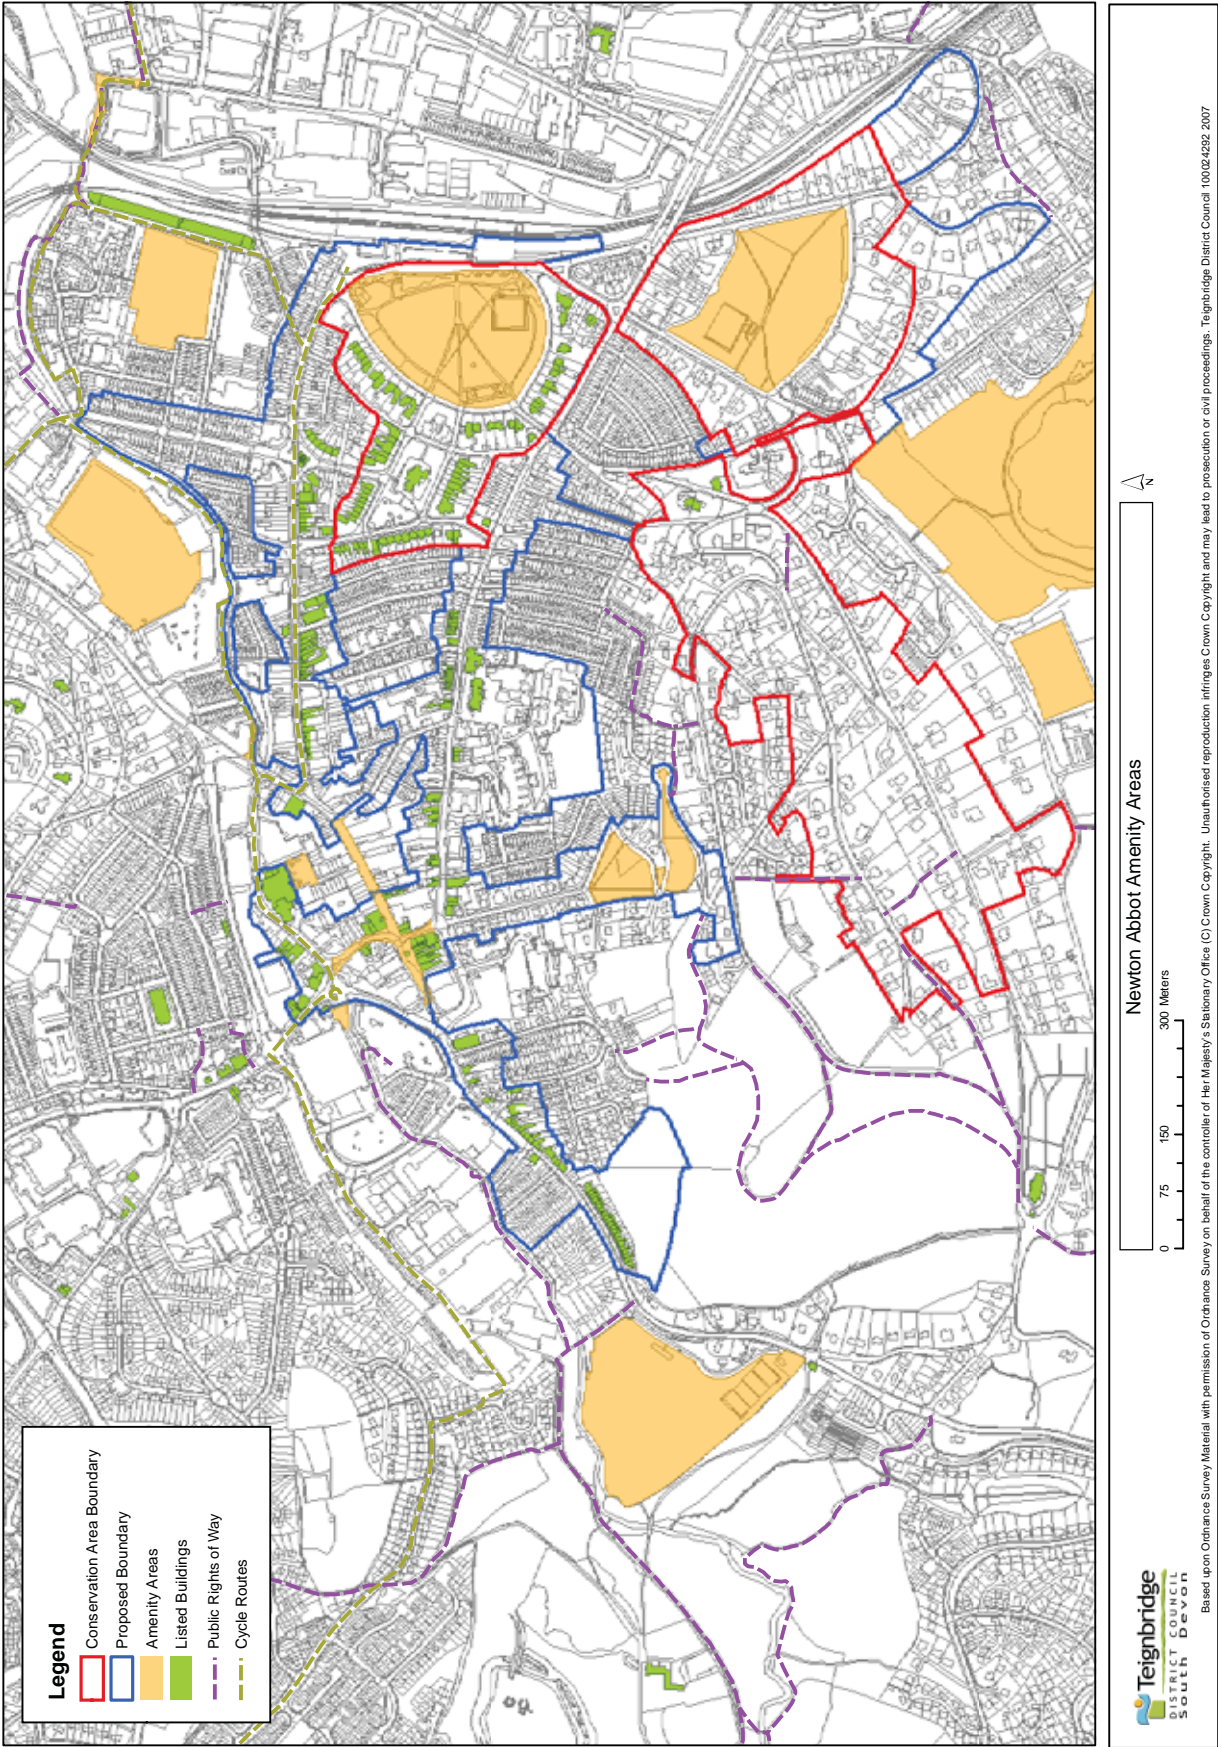 Legend
Conservation Area Boundary
Proposed Boundary
Amenity Areas
Listed Buildings
Public Rights of Way
Cycle Routes
Newton Abbot Amenity Areas
N
0 75 150 300 Meters
Teignbridge
DISTRICT COUNCIL
South Devon
Based upon Ordnance Survey Material with permission of Ordnance Survey on behalf of the controller of Her Majesty's Stationary Office (C) Crown Copyright. Unauthorised reproduction infringes Crown Copyright and may lead to prosecution or civil proceedings. Teignbridge District Council 100024292 2007